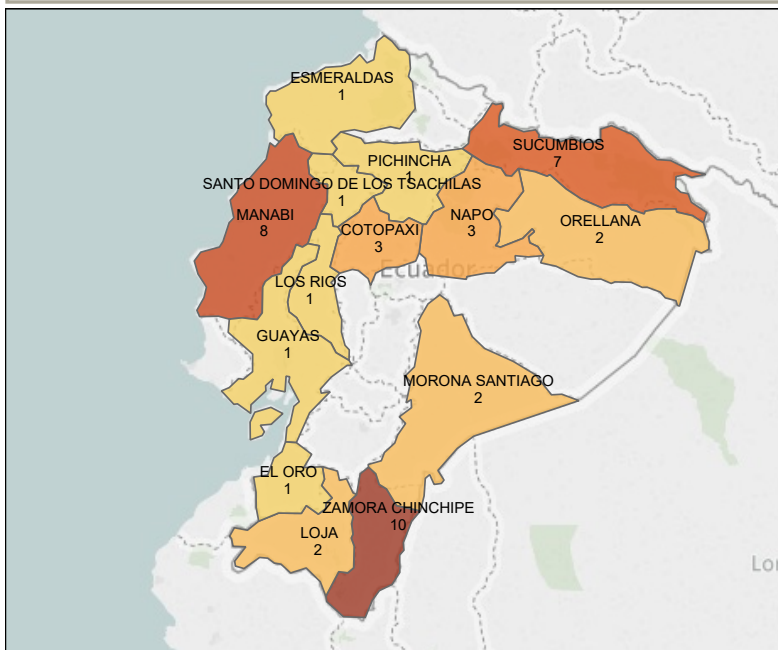 ESMERALDAS
1
SUCUMBIOS
7
PICHINCHA
1
SANTO DOMINGO DE LOS TSACHILAS
1
MANABI
8
NAPO
3
ORELLANA
2
COTOPAXI
3
Ecuador
LOS RIOS
1
GUAYAS
1
MORONA SANTIAGO
2
EL ORO
1
ZAMORA CHINCHIPE
10
LOJA
2
Lor